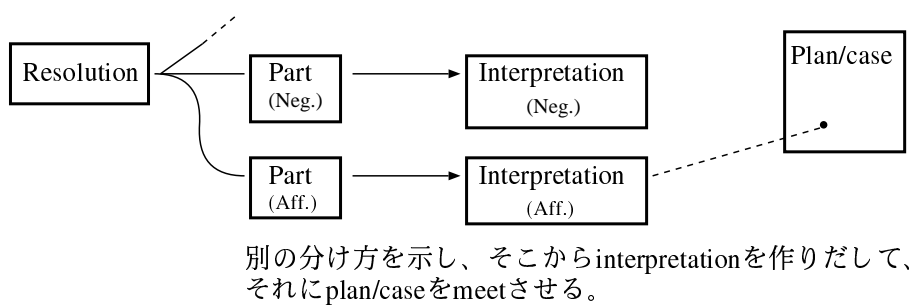 Resolution
Part
(Neg.)
Interpretation
(Neg.)
Plan/case
Part
(Aff.)
Interpretation
(Aff.)
別の分け方を示し、そこからinterpretationを作りだして、
それにplan/caseをmeetさせる。